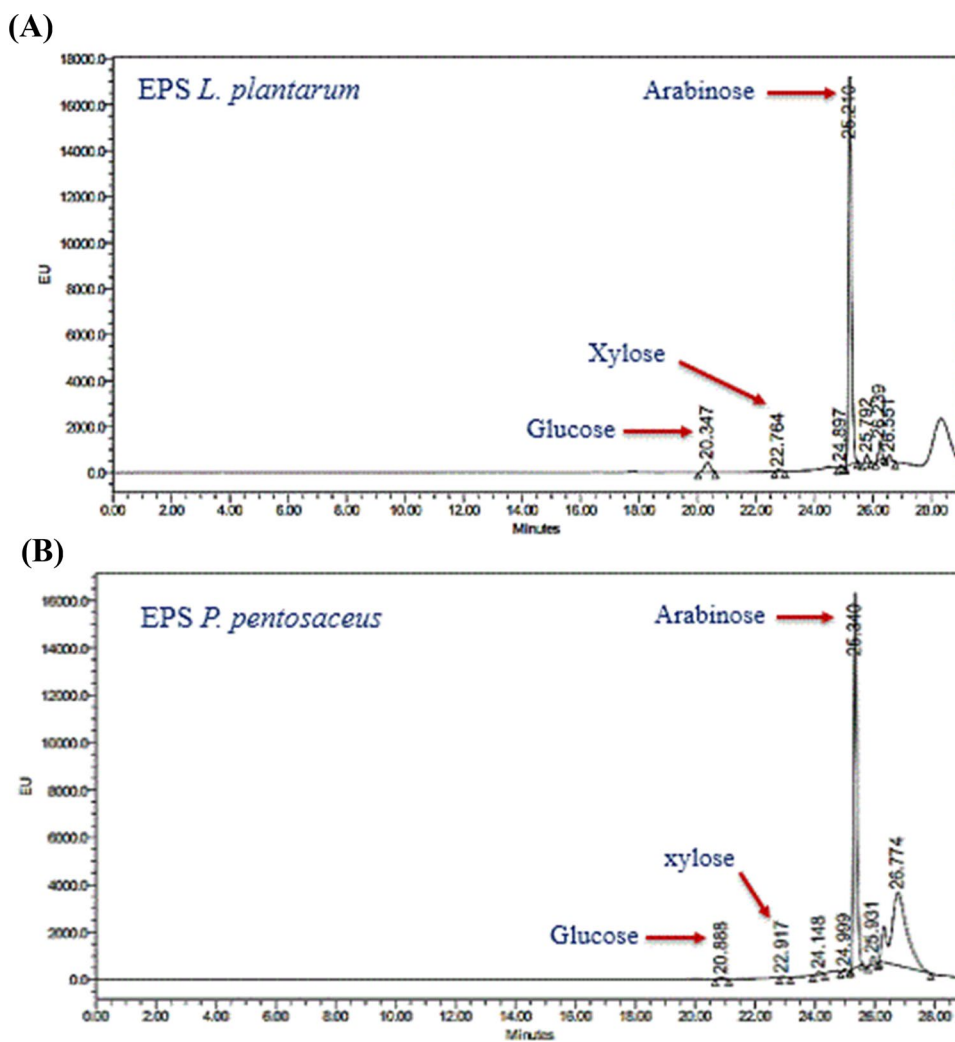 (A)
EPS L. plantarum
Arabinose
25.210
Xylose
Glucose
20.347
22.764
24.897
25.792
26.239
26.551
EU
18000.0
16000.0
14000.0
12000.0
10000.0
8000.0
6000.0
4000.0
2000.0
0.0
0.00 2.00 4.00 6.00 8.00 10.00 12.00 14.00 16.00 18.00 20.00 22.00 24.00 26.00 28.00
Minutes
(B)
EPS P. pentosaceus
Arabinose
25.340
xylose
Glucose
20.888
22.917
24.148
24.999
25.931
26.774
EU
16000.0
14000.0
12000.0
10000.0
8000.0
6000.0
4000.0
2000.0
0.0
0.00 2.00 4.00 6.00 8.00 10.00 12.00 14.00 16.00 18.00 20.00 22.00 24.00 26.00 28.00
Minutes